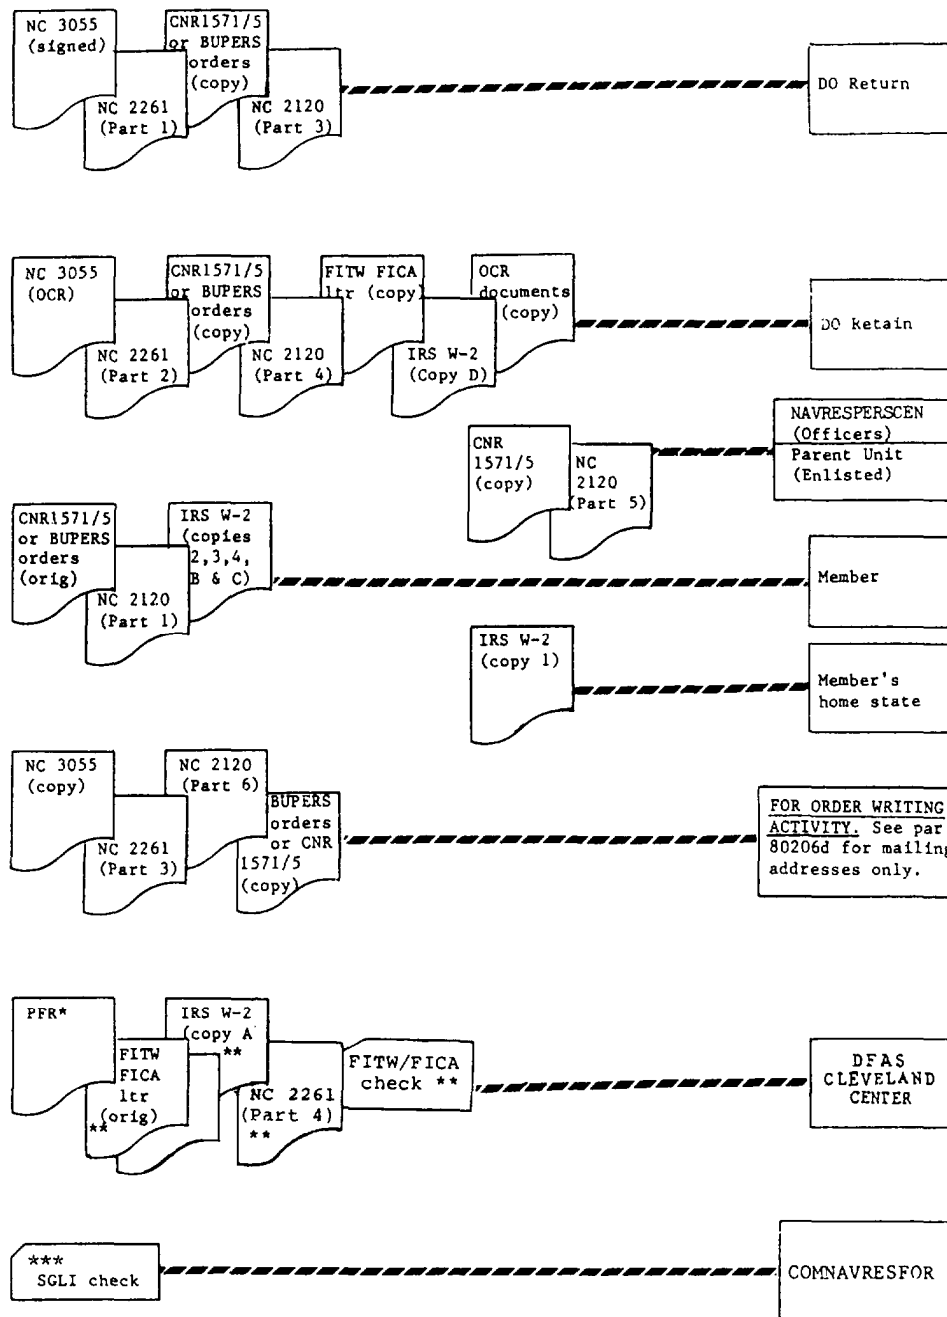 NC 3055
(signed)
CNR1571/5
or BUPERS
orders
(copy)
NC 2261
(Part 1)
NC 2120
(Part 3)
DO Return
NC 3055
(OCR)
CNR1571/5
or BUPERS
orders
(copy)
FITW FICA
ltr (copy)
OCR
documents
(copy)
NC 2261
(Part 2)
NC 2120
(Part 4)
IRS W-2
(Copy D)
DO Retain
CNR
1571/5
(copy)
NC
2120
(Part 5)
NAVRESPERSCEN
(Officers)
Parent Unit
(Enlisted)
CNR1571/5
or BUPERS
orders
(orig)
IRS W-2
(copies
2,3,4,
B & C)
NC 2120
(Part 1)
Member
IRS W-2
(copy 1)
Member's
home state
NC 3055
(copy)
NC 2120
(Part 6)
NC 2261
(Part 3)
BUPERS
orders
or CNR
1571/5
(copy)
FOR ORDER WRITING
ACTIVITY. See par
80206d for mailing
addresses only.
PFR*
FITW
FICA
ltr
(orig)
**
IRS W-2
(copy A
**
NC 2261
(Part 4)
**
FITW/FICA
check **
DFAS
CLEVELAND
CENTER
***
SGLI check
COMNAVRESFOR